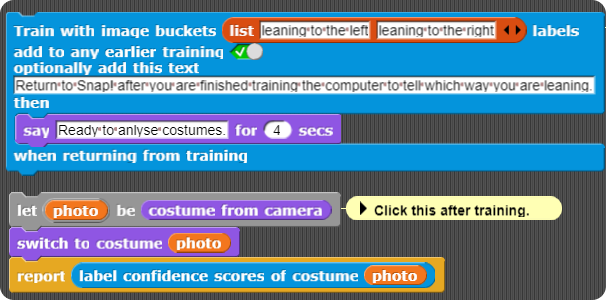 Train with image buckets list leaning to the left leaning to the right labels
add to any earlier training
optionally add this text
Return to Snap! after you are finished training the computer to tell which way you are leaning.
then
say Ready to anlyse costumes. for 4 secs
when returning from training
let photo be costume from camera Click this after training.
switch to costume photo
report label confidence scores of costume photo